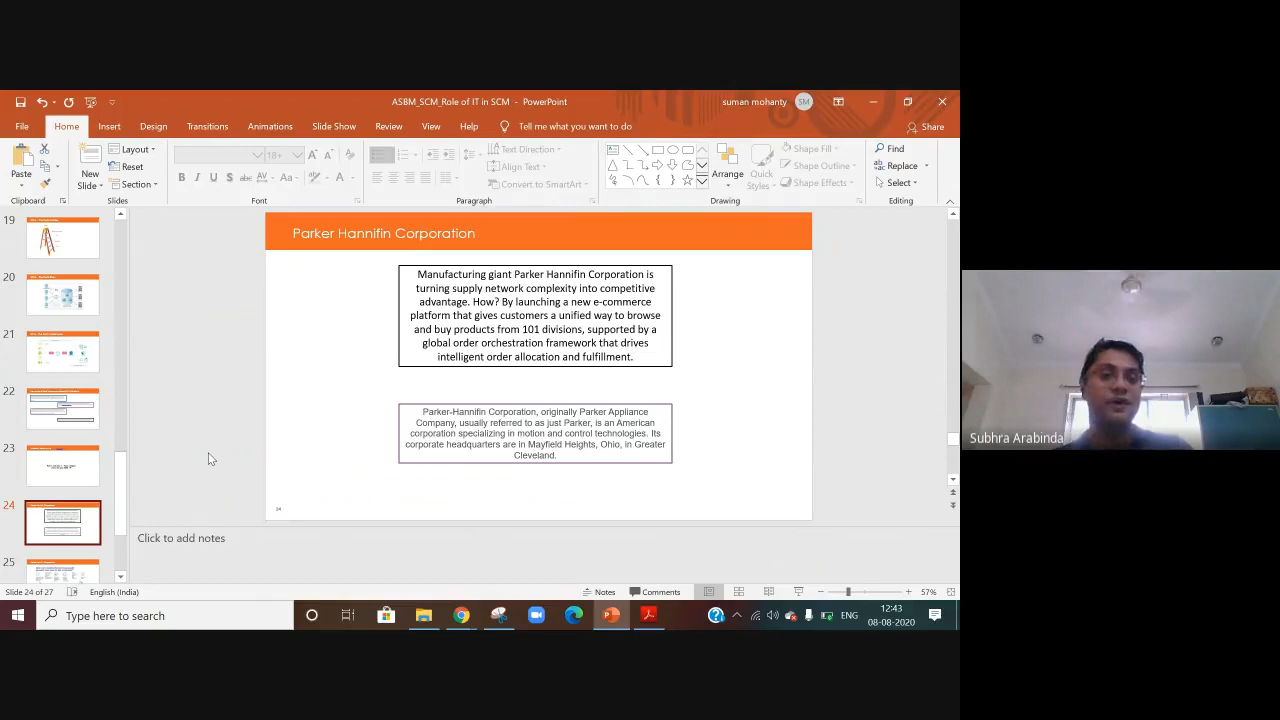 ASBM_SCM_Role of IT in SCM - PowerPoint
suman mohanty
SM
File
Home
Insert
Design
Transitions
Animations
Slide Show
Review
View
Help
Tell me what you want to do
Share
Paste
New
Slide
Layout
Reset
Section
18+
Text Direction
Align Text
Convert to SmartArt
Arrange
Quick
Styles
Shape Fill
Shape Outline
Shape Effects
Find
Replace
Select
Clipboard
Slides
Font
Paragraph
Drawing
Editing
19
20
21
22
23
24
25
Parker Hannifin Corporation
Manufacturing giant Parker Hannifin Corporation is
turning supply network complexity into competitive
advantage. How? By launching a new e-commerce
platform that gives customers a unified way to browse
and buy products from 101 divisions, supported by a
global order orchestration framework that drives
intelligent order allocation and fulfillment.
Parker-Hannifin Corporation, originally Parker Appliance
Company, usually referred to as just Parker, is an American
corporation specializing in motion and control technologies. Its
corporate headquarters are in Mayfield Heights, Ohio, in Greater
Cleveland.
24
Click to add notes
Subhra Arabinda
Slide 24 of 27
English (India)
Notes
Comments
57%
Type here to search
ENG
12:43
08-08-2020